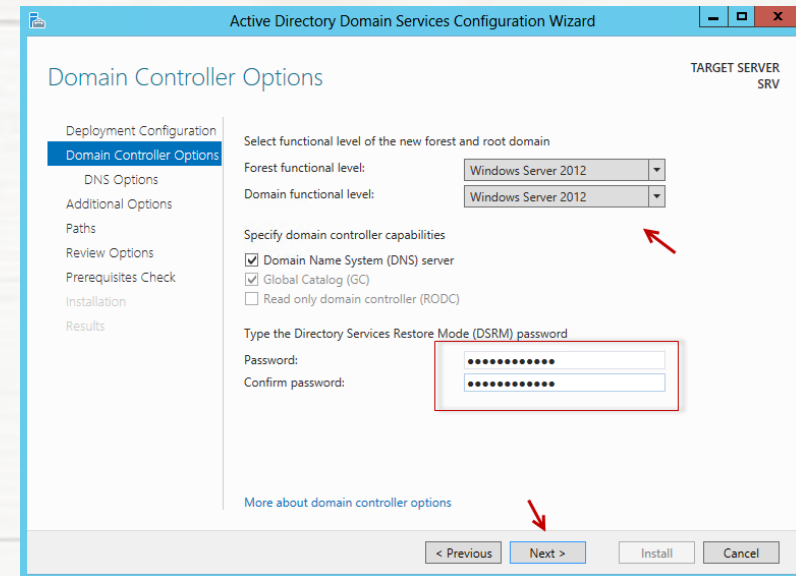 Active Directory Domain Services Configuration Wizard
Domain Controller Options
TARGET SERVER
SRV
Deployment Configuration
Domain Controller Options
DNS Options
Additional Options
Paths
Review Options
Prerequisites Check
Installation
Results
Select functional level of the new forest and root domain
Forest functional level: Windows Server 2012
Domain functional level: Windows Server 2012
Specify domain controller capabilities
Domain Name System (DNS) server
Global Catalog (GC)
Read only domain controller (RODC)
Type the Directory Services Restore Mode (DSRM) password
Password: ●●●●●●●●●●●●
Confirm password: ●●●●●●●●●●●●
More about domain controller options
< Previous Next > Install Cancel